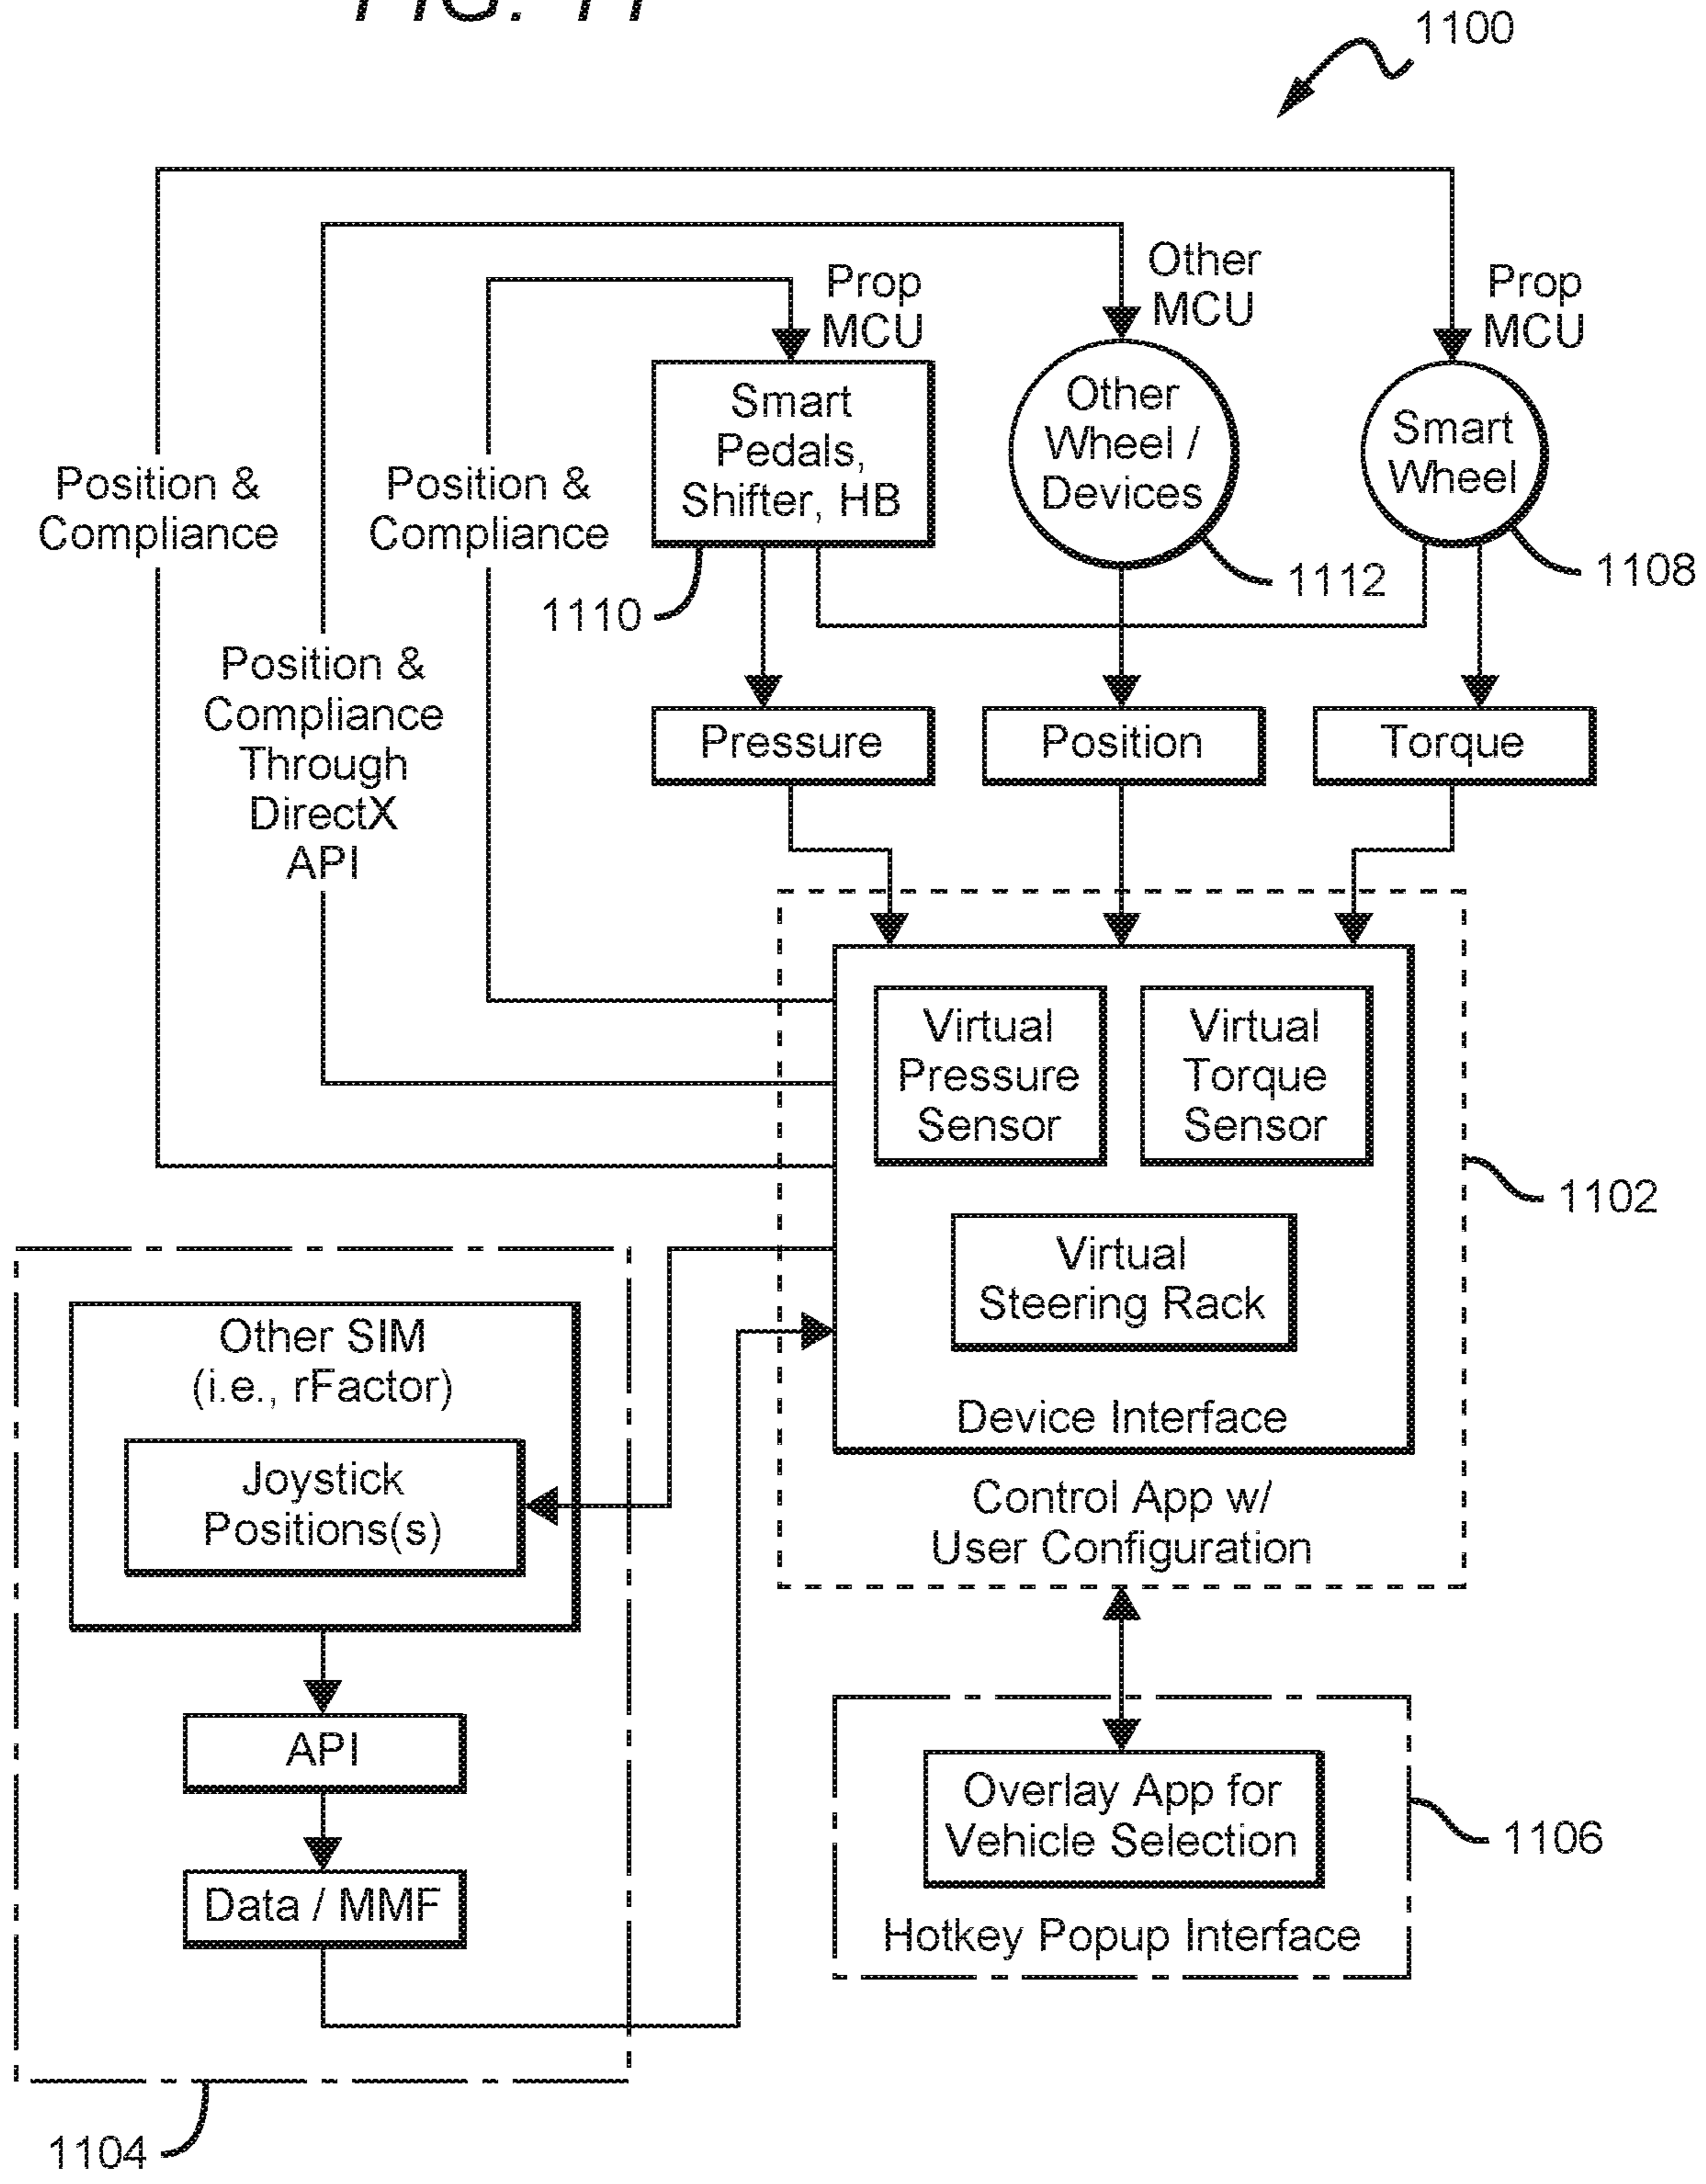 FIG. 11
1100
Prop
MCU
Other
MCU
Prop
MCU
Smart
Pedals,
Shifter, HB
Other
Wheel /
Devices
Smart
Wheel
Position &
Compliance
Position &
Compliance
1110
1112
1108
Position &
Compliance
Through
DirectX
API
Pressure
Position
Torque
Virtual
Pressure
Sensor
Virtual
Torque
Sensor
1102
Virtual
Steering Rack
Device Interface
Control App w/
User Configuration
Other SIM
(i.e., rFactor)
Joystick
Positions(s)
API
Data / MMF
Overlay App for
Vehicle Selection
1106
Hotkey Popup Interface
1104